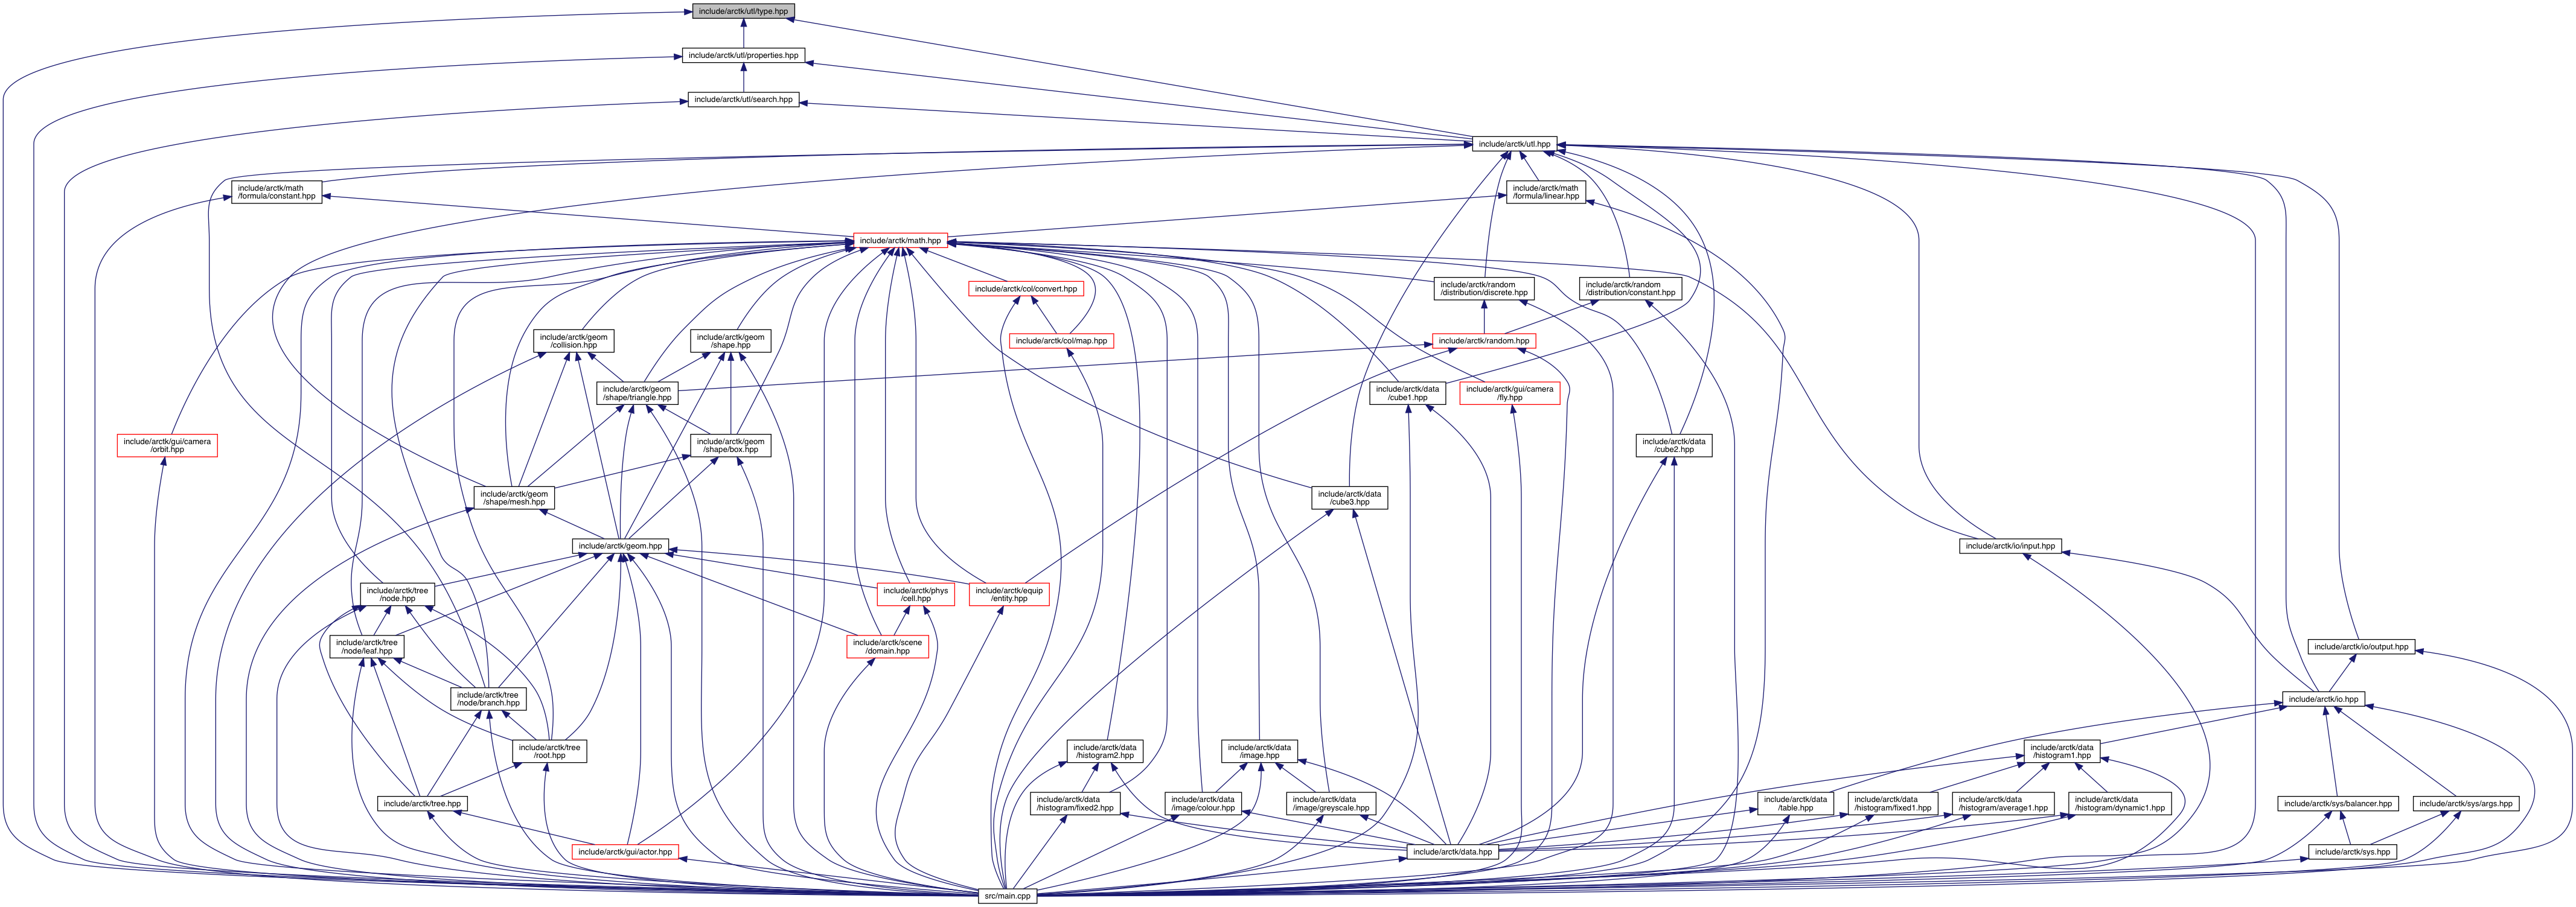 include/arctk/utl/type.hpp
include/arctk/utl/properties.hpp
include/arctk/utl/search.hpp
include/arctk/utl.hpp
include/arctk/math
/formula/constant.hpp
include/arctk/math
/formula/linear.hpp
include/arctk/math.hpp
include/arctk/col/convert.hpp
include/arctk/random
/distribution/discrete.hpp
include/arctk/random
/distribution/constant.hpp
include/arctk/geom
/collision.hpp
include/arctk/geom
/shape.hpp
include/arctk/col/map.hpp
include/arctk/random.hpp
include/arctk/geom
/shape/triangle.hpp
include/arctk/data
/cube1.hpp
include/arctk/gui/camera
/fly.hpp
include/arctk/gui/camera
/orbit.hpp
include/arctk/geom
/shape/box.hpp
include/arctk/data
/cube2.hpp
include/arctk/geom
/shape/mesh.hpp
include/arctk/data
/cube3.hpp
include/arctk/geom.hpp
include/arctk/io/input.hpp
include/arctk/tree
/node.hpp
include/arctk/phys
/cell.hpp
include/arctk/equip
/entity.hpp
include/arctk/tree
/node/leaf.hpp
include/arctk/scene
/domain.hpp
include/arctk/io/output.hpp
include/arctk/tree
/node/branch.hpp
include/arctk/io.hpp
include/arctk/tree
/root.hpp
include/arctk/data
/histogram2.hpp
include/arctk/data
/image.hpp
include/arctk/data
/histogram1.hpp
include/arctk/tree.hpp
include/arctk/data
/histogram/fixed2.hpp
include/arctk/data
/image/colour.hpp
include/arctk/data
/image/greyscale.hpp
include/arctk/data
/table.hpp
include/arctk/data
/histogram/fixed1.hpp
include/arctk/data
/histogram/average1.hpp
include/arctk/data
/histogram/dynamic1.hpp
include/arctk/sys/balancer.hpp
include/arctk/sys/args.hpp
include/arctk/gui/actor.hpp
include/arctk/data.hpp
include/arctk/sys.hpp
src/main.cpp